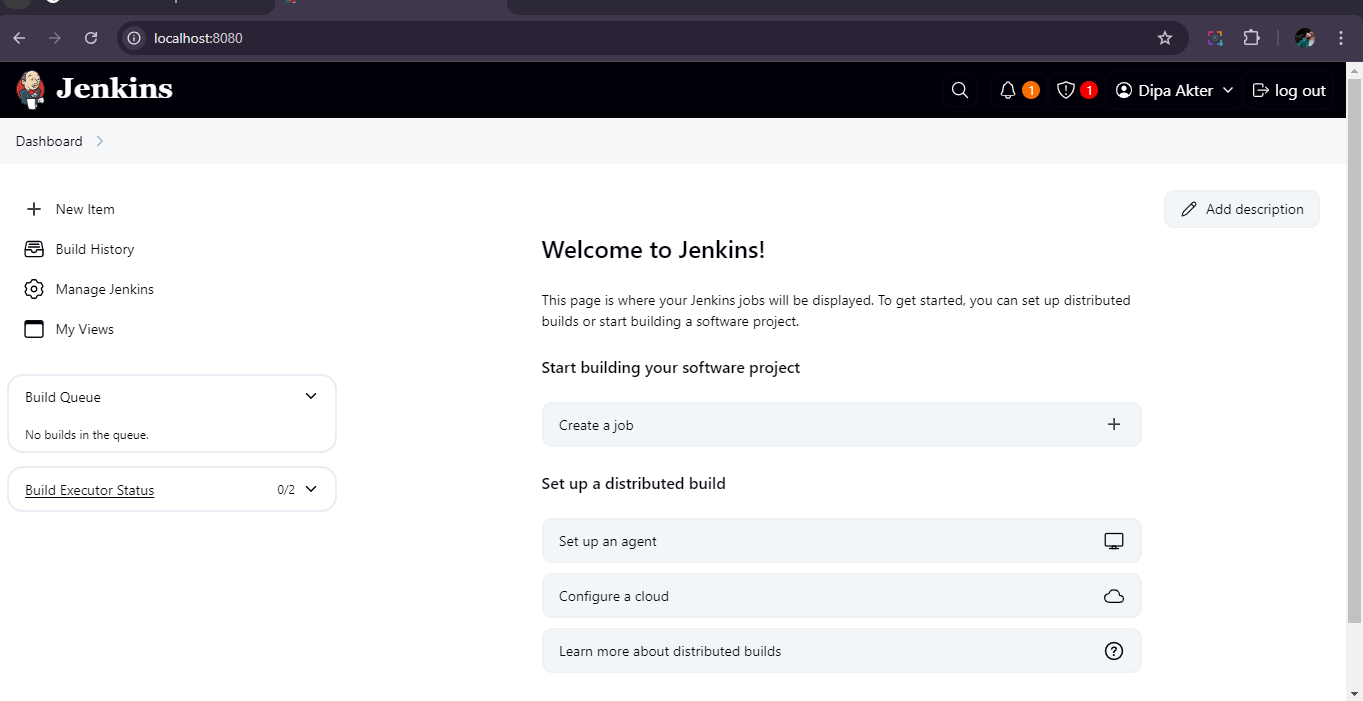 localhost:8080
Jenkins
1
1
Dipa Akter
log out
Dashboard
New Item
Build History
Manage Jenkins
My Views
Build Queue
No builds in the queue.
Build Executor Status
0/2
Add description
Welcome to Jenkins!
This page is where your Jenkins jobs will be displayed. To get started, you can set up distributed
builds or start building a software project.
Start building your software project
Create a job
Set up a distributed build
Set up an agent
Configure a cloud
Learn more about distributed builds